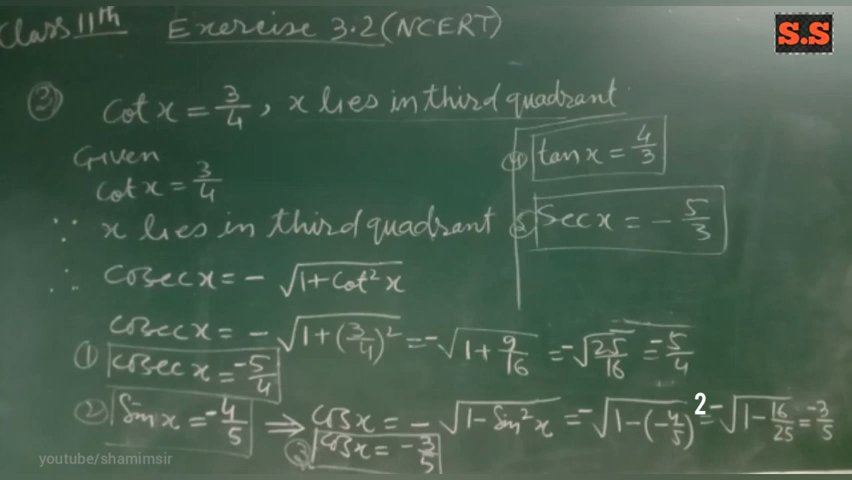 Class 11th Exercise 3.2 (NCERT)
S.S
③ cot x = 3/4, x lies in third quadrant
Given
cot x = 3/4
∵ x lies in third quadrant
∴ cosec x = - √(1 + cot² x)
cosec x = - √(1 + (3/4)²) = - √(1 + 9/16) = - √(25/16) = -5/4
① cosec x = -5/4
② Sin x = -4/5 ⇒ cos x = - √(1 - Sin² x) = - √(1 - (-4/5)²) = - √(1 - 16/25) = -3/5
③ cos x = -3/5
④ tan x = 4/3
⑤ Sec x = - 5/3
youtube/shamimsir